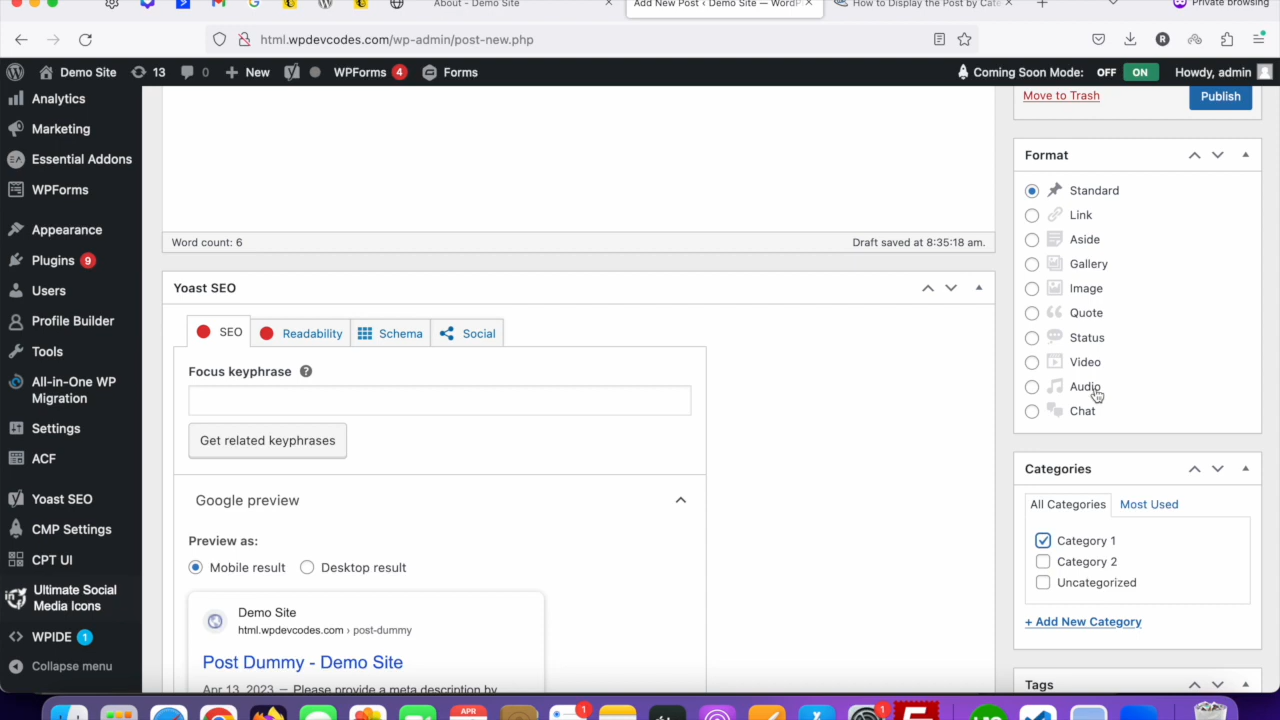 About - Demo Site
Add New Post ‹ Demo Site — WordP
How to Display the Post by Cate
Private browsing
html.wpdevcodes.com/wp-admin/post-new.php
Demo Site
13
0
New
WPForms 4
Forms
Coming Soon Mode: OFF ON
Howdy, admin
Analytics
Marketing
Essential Addons
WPForms
Appearance
Plugins 9
Users
Profile Builder
Tools
All-in-One WP
Migration
Settings
ACF
Yoast SEO
CMP Settings
CPT UI
Ultimate Social
Media Icons
WPIDE 1
Collapse menu
Word count: 6
Draft saved at 8:35:18 am.
Yoast SEO
SEO
Readability
Schema
Social
Focus keyphrase
Get related keyphrases
Google preview
Preview as:
Mobile result
Desktop result
Demo Site
html.wpdevcodes.com › post-dummy
Post Dummy - Demo Site
Apr 13, 2023 — Please provide a meta description by
Move to Trash
Publish
Format
Standard
Link
Aside
Gallery
Image
Quote
Status
Video
Audio
Chat
Categories
All Categories
Most Used
Category 1
Category 2
Uncategorized
+ Add New Category
Tags
APR
1
1